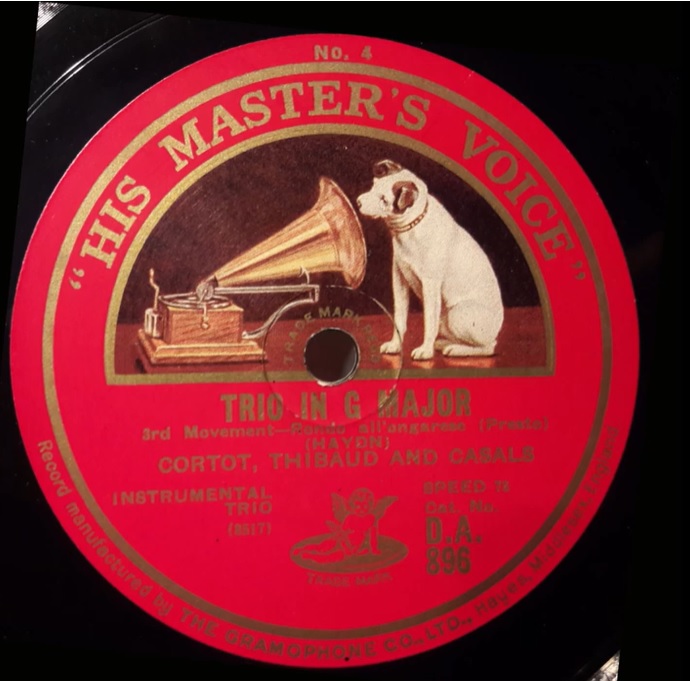 No. 4
"HIS MASTER'S VOICE"
TRADE MARK REGD
TRIO IN G MAJOR
3rd Movement—Rondo all'ongarese (Presto)
(HAYDN)
CORTOT, THIBAUD AND CASALS
INSTRUMENTAL
TRIO
(8517)
SPEED 78
Cat. No.
D.A.
896
TRADE MARK
Record manufactured by THE GRAMOPHONE CO., LTD., Hayes, Middlesex, England